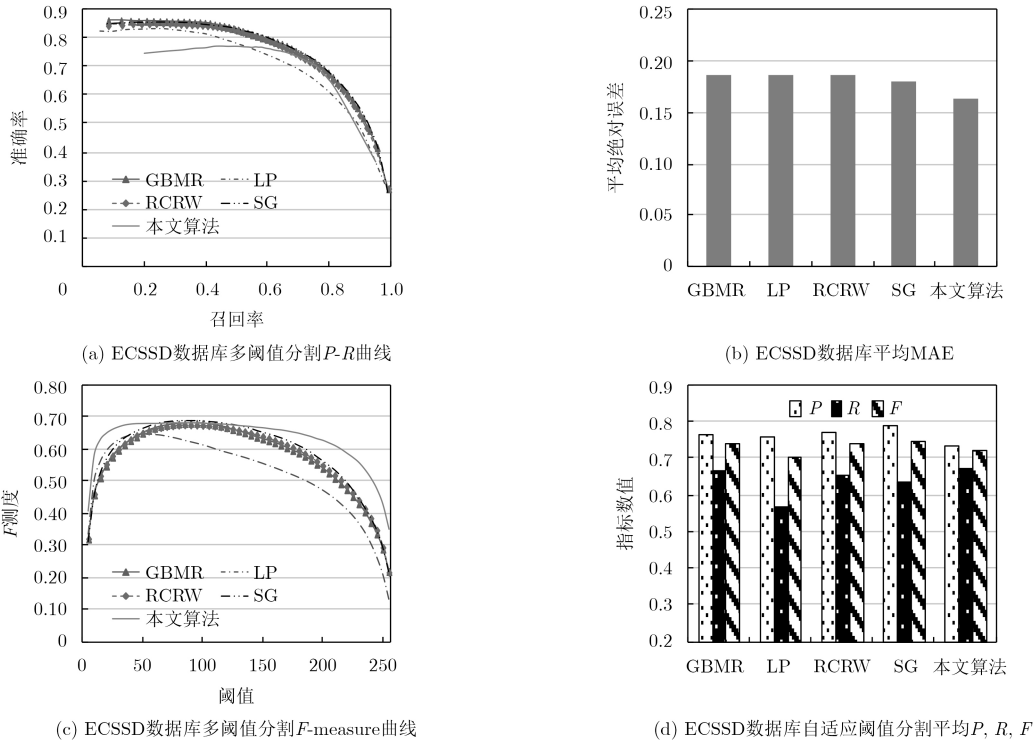 0.9
0.8
0.7
0.6
0.5
0.4
0.3
0.2
0.1
0
准确率
GBMR
LP
RCRW
SG
本文算法
0.2
0.4
0.6
0.8
1.0
召回率
(a) ECSSD数据库多阈值分割P-R曲线
0.25
0.20
0.15
0.10
0.05
0
平均绝对误差
GBMR
LP
RCRW
SG
本文算法
(b) ECSSD数据库平均MAE
0.80
0.70
0.60
0.50
0.40
0.30
0.20
0.10
0
F测度
GBMR
LP
RCRW
SG
本文算法
0
50
100
150
200
250
阈值
(c) ECSSD数据库多阈值分割F-measure曲线
0.9
0.8
0.7
0.6
0.5
0.4
0.3
0.2
指标数值
P
R
F
GBMR
LP
RCRW
SG
本文算法
(d) ECSSD数据库自适应阈值分割平均P, R, F